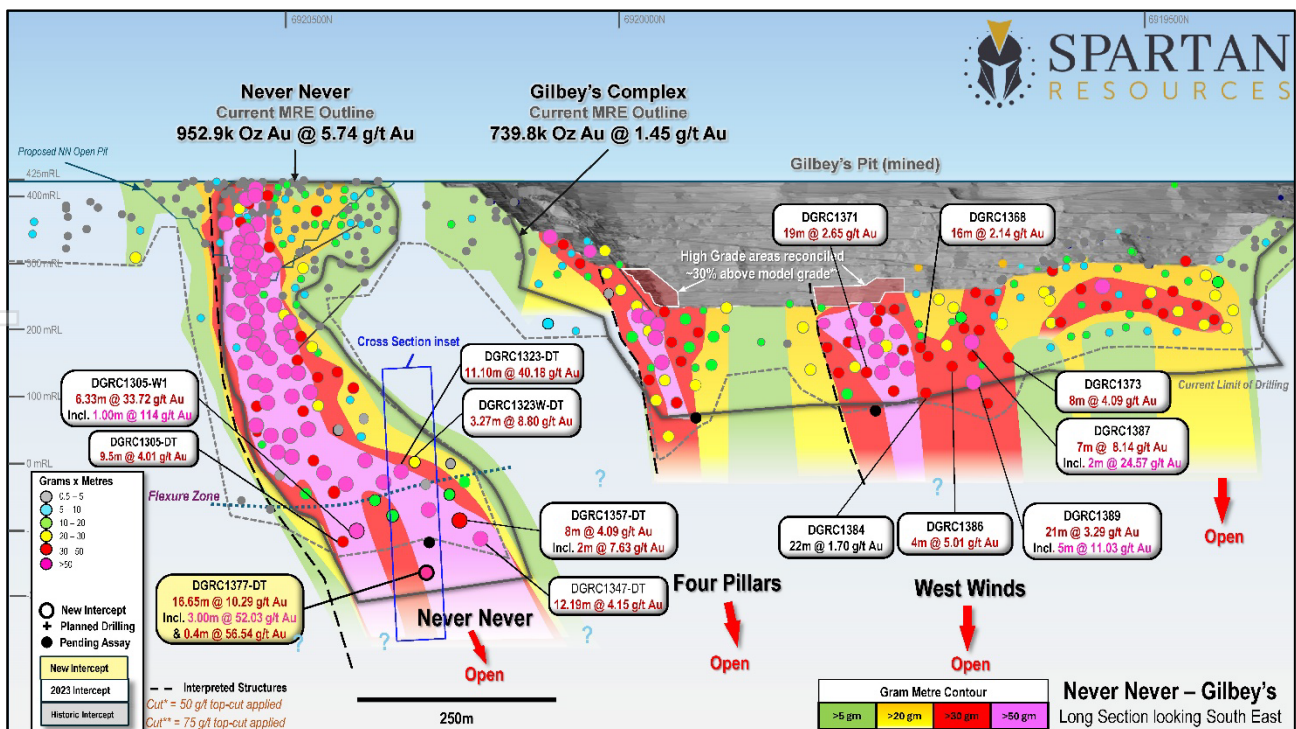 6920500
6920000
6919500
SPARTAN
RESOURCES
Never Never
Current MRE Outline
952.9k Oz Au @ 5.74 g/t Au
Gilbey's Complex
Current MRE Outline
739.8k Oz Au @ 1.45 g/t Au
Proposed NN Open Pit
Gilbey's Pit (mined)
425mRL
400mRL
300mRL
200 mRL
100 mRL
0 mRL
DGRC1371
19m @ 2.65 g/t Au
DGRC1368
16m @ 2.14 g/t Au
High Grade areas reconciled
~30% above model grade*
Cross Section inset
DGRC1323-DT
11.10m @ 40.18 g/t Au
DGRC1323W-DT
3.27m @ 8.80 g/t Au
DGRC1305-W1
6.33m @ 33.72 g/t Au
Incl. 1.00m @ 114 g/t Au
DGRC1305-DT
9.5m @ 4.01 g/t Au
Current Limit of Drilling
DGRC1373
8m @ 4.09 g/t Au
DGRC1387
7m @ 8.14 g/t Au
Incl. 2m @ 24.57 g/t Au
Flexure Zone
?
?
DGRC1357-DT
8m @ 4.09 g/t Au
Incl. 2m @ 7.63 g/t Au
DGRC1384
22m @ 1.70 g/t Au
DGRC1386
4m @ 5.01 g/t Au
DGRC1389
21m @ 3.29 g/t Au
Incl. 5m @ 11.03 g/t Au
Open
DGRC1377-DT
16.65m @ 10.29 g/t Au
Incl. 3.00m @ 52.03 g/t Au
& 0.4m @ 56.54 g/t Au
DGRC1347-DT
12.19m @ 4.15 g/t Au
Never Never
Open
Four Pillars
Open
West Winds
Open
?
?
?
Grams x Metres
0.5 – 5
5 – 10
10 – 20
20 – 30
30 – 50
>50
New Intercept
Planned Drilling
Pending Assay
New Intercept
2023 Intercept
Historic Intercept
Interpreted Structures
Cut* = 50 g/t top-cut applied
Cut** = 75 g/t top-cut applied
250m
Gram Metre Contour
>5 gm
>20 gm
>30 gm
>50 gm
Never Never – Gilbey's
Long Section looking South East